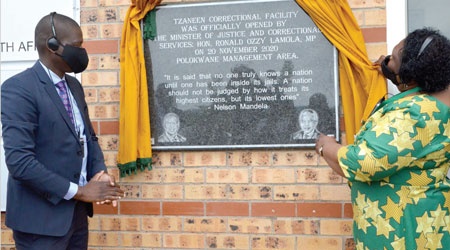 TH AFR
TZANEEN CORRECTIONAL FACILITY
WAS OFFICIALLY OPENED BY
THE MINISTER OF JUSTICE AND CORRECTIONAL
SERVICES: HON. RONALD OZZY LAMOLA, MP
ON 20 NOVEMBER 2020
POLOKWANE MANAGEMENT AREA.
"It is said that no one truly knows a nation
until one has been inside its jails. A nation
should not be judged by how it treats its
highest citizens, but its lowest ones"
- Nelson Mandela.